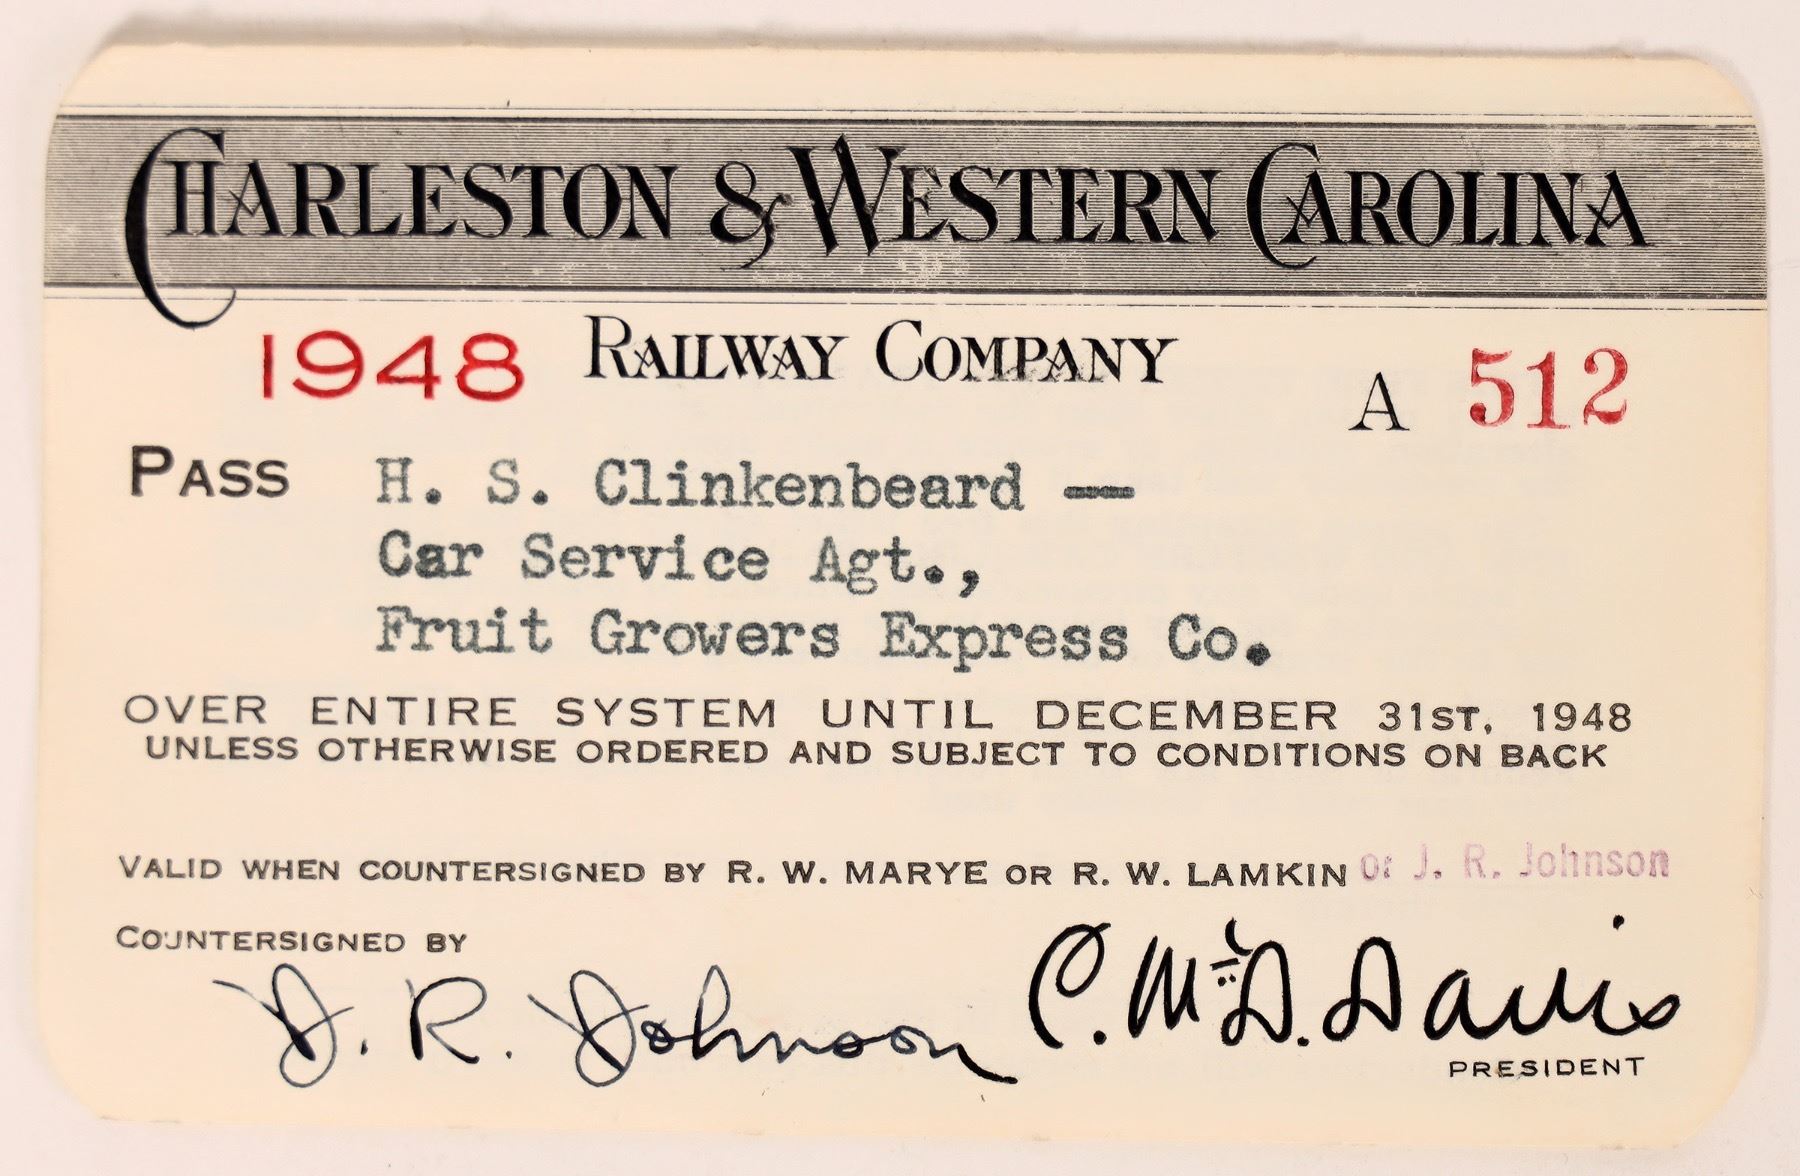 CHARLESTON & WESTERN CAROLINA
1948 RAILWAY COMPANY A 512
PASS H. S. Clinkenbeard —
Car Service Agt.,
Fruit Growers Express Co.
OVER ENTIRE SYSTEM UNTIL DECEMBER 31ST, 1948
UNLESS OTHERWISE ORDERED AND SUBJECT TO CONDITIONS ON BACK
VALID WHEN COUNTERSIGNED BY R. W. MARYE OR R. W. LAMKIN Or J. R. Johnson
COUNTERSIGNED BY
J. R. Johnson C. McD. Davis
PRESIDENT